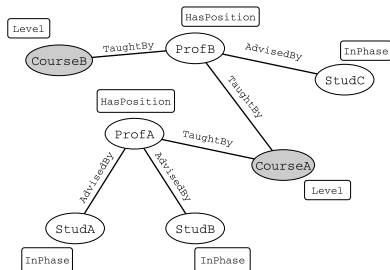 HasPosition
Level
TaughtBy
ProfB
AdvisedBy
InPhase
CourseB
StudC
HasPosition
TaughtBy
ProfA
TaughtBy
CourseA
AdvisedBy
AdvisedBy
Level
StudA
StudB
InPhase
InPhase